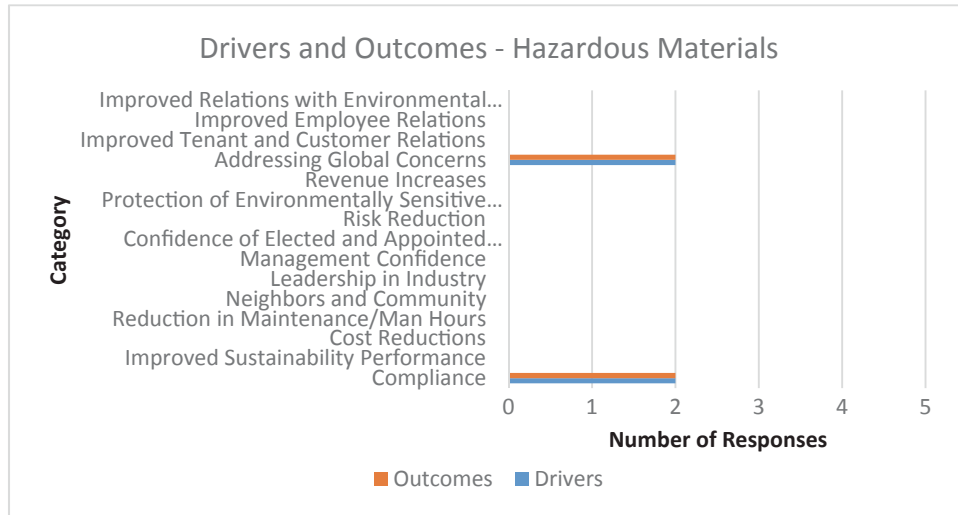 Drivers and Outcomes - Hazardous Materials
Improved Relations with Environmental...
Improved Employee Relations
Improved Tenant and Customer Relations
Addressing Global Concerns
Revenue Increases
Protection of Environmentally Sensitive...
Risk Reduction
Confidence of Elected and Appointed...
Management Confidence
Leadership in Industry
Neighbors and Community
Reduction in Maintenance/Man Hours
Cost Reductions
Improved Sustainability Performance
Compliance
Category
0 1 2 3 4 5
Number of Responses
Outcomes Drivers